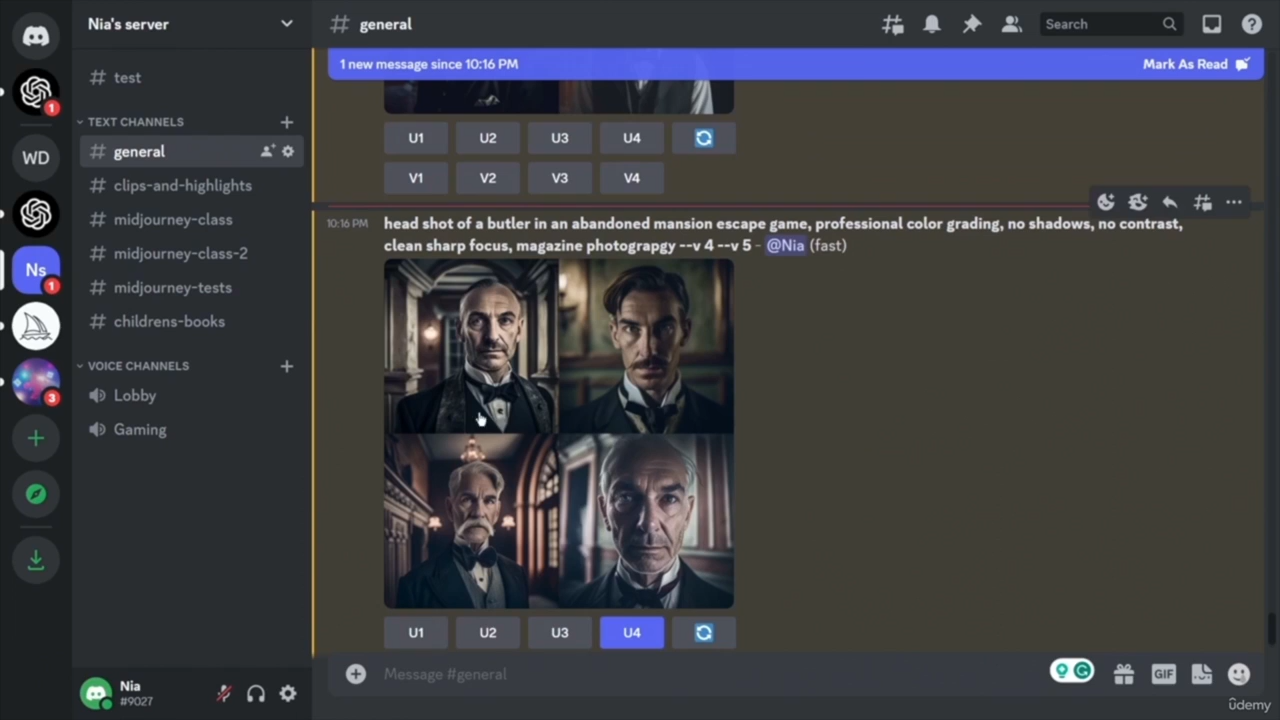 Nia's server
general
Search
1 new message since 10:16 PM
Mark As Read
test
TEXT CHANNELS
general
clips-and-highlights
midjourney-class
midjourney-class-2
midjourney-tests
childrens-books
VOICE CHANNELS
Lobby
Gaming
WD
Ns
1
1
3
U1 U2 U3 U4
V1 V2 V3 V4
10:16 PM
head shot of a butler in an abandoned mansion escape game, professional color grading, no shadows, no contrast,
clean sharp focus, magazine photograpgy --v 4 --v 5 - @Nia (fast)
U1 U2 U3 U4
Message #general
GIF
Nia
#9027
ûdemy